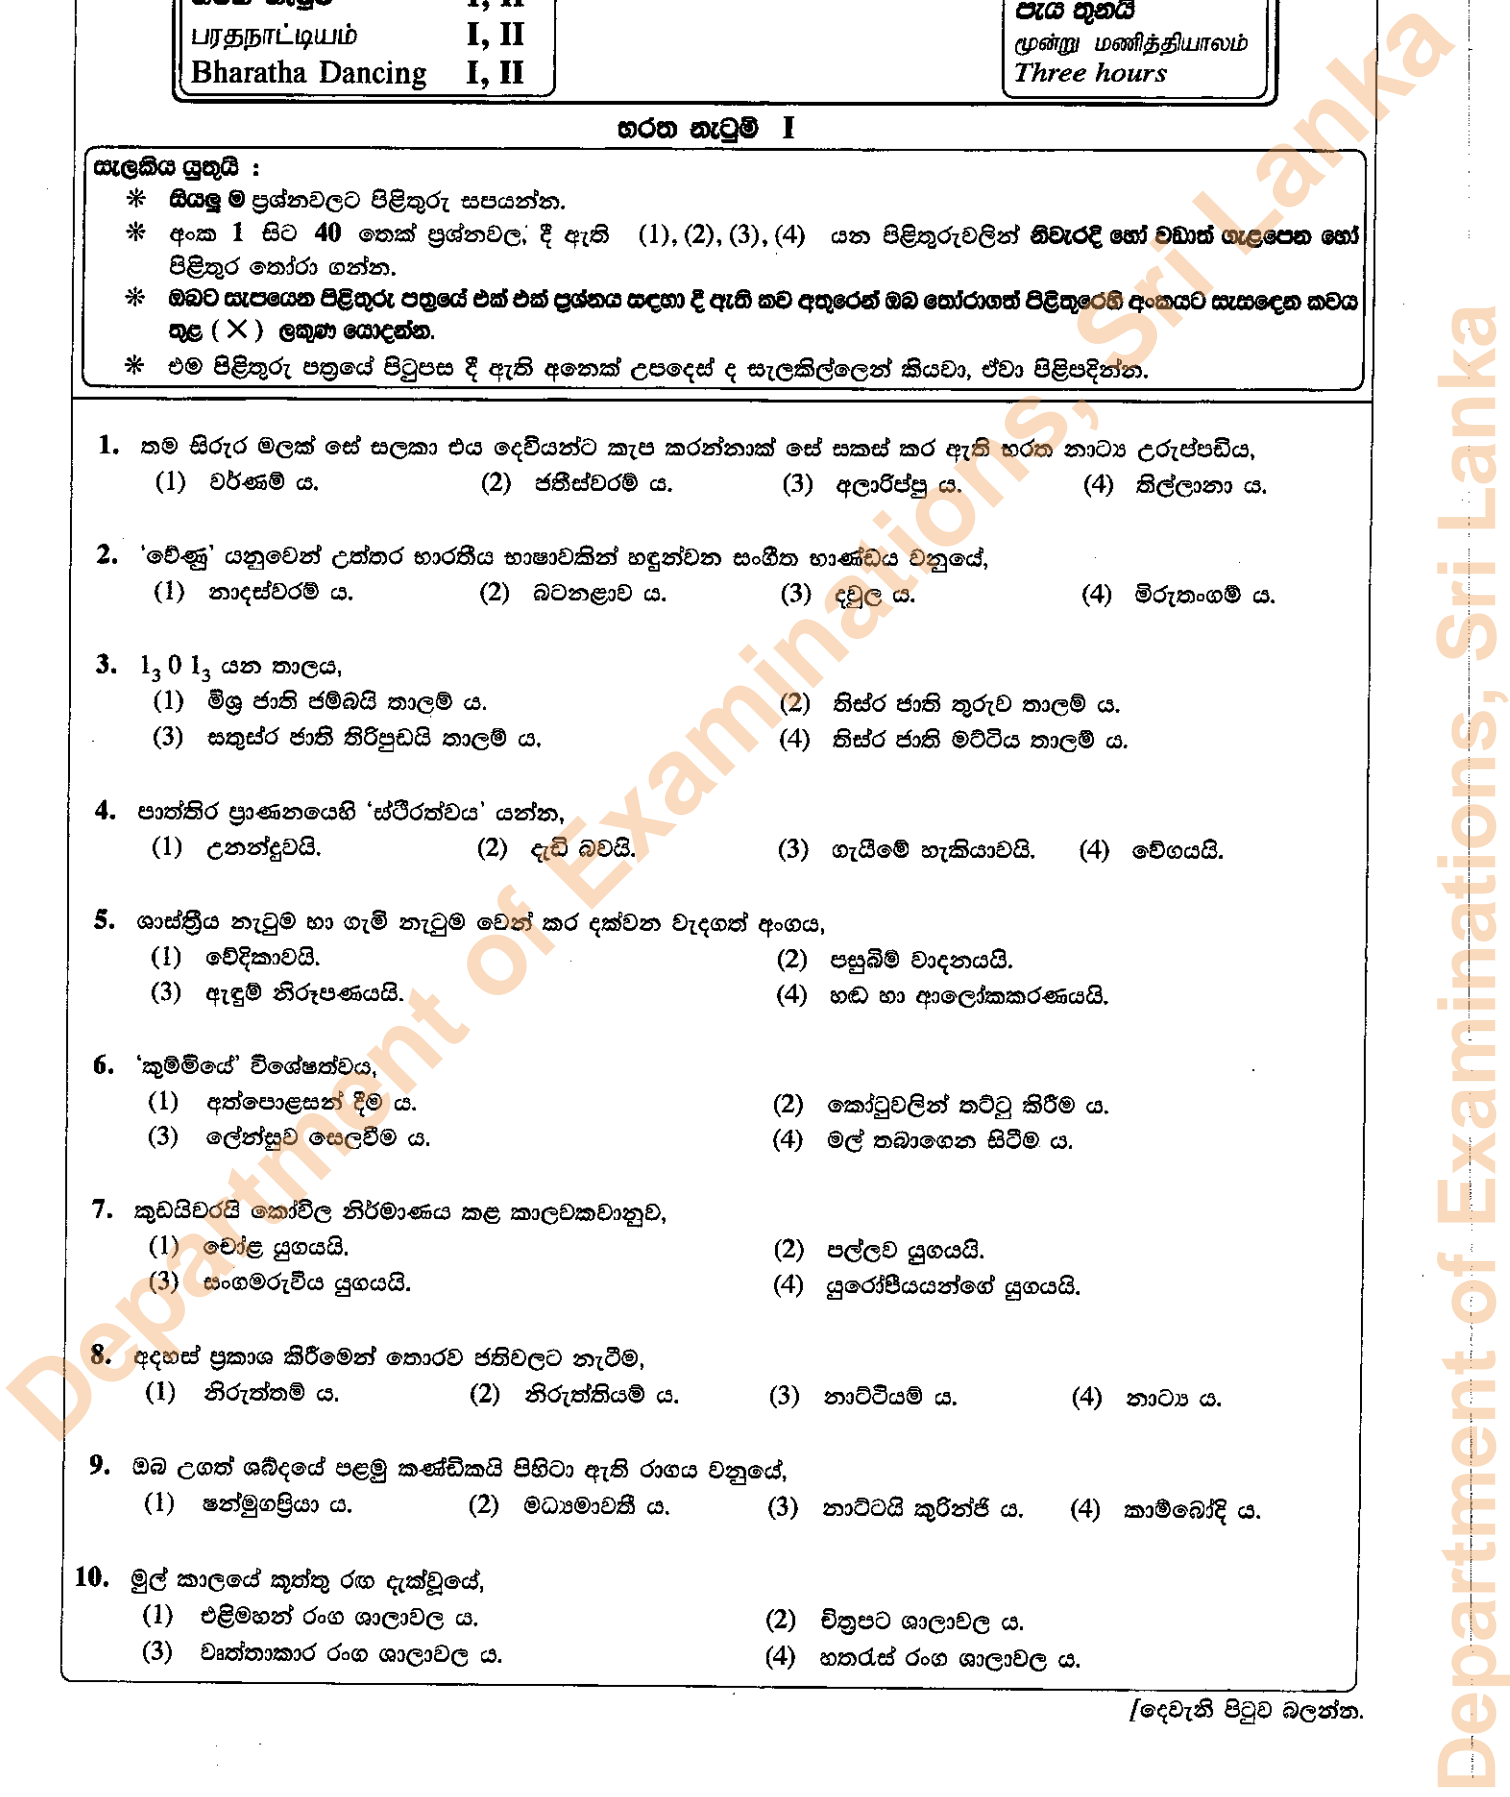 I, II
பரதநாட்டியம் I, II
Bharatha Dancing I, II
පැය තුනයි
மூன்று மணித்தியாலம்
Three hours
භරත නැටුම් I
සැලකිය යුතුයි :
* සියලු ම ප්‍රශ්නවලට පිළිතුරු සපයන්න.
* අංක 1 සිට 40 තෙක් ප්‍රශ්නවල, දී ඇති (1), (2), (3), (4) යන පිළිතුරුවලින් නිවැරදි හෝ වඩාත් ගැළපෙන හෝ
පිළිතුර තෝරා ගන්න.
* ඔබට සැපයෙන පිළිතුරු පත්‍රයේ එක් එක් ප්‍රශ්නය සඳහා දී ඇති කව අතුරෙන් ඔබ තෝරාගත් පිළිතුරෙහි අංකයට සැසඳෙන කවය
තුළ (✕) ලකුණ යොදන්න.
* එම පිළිතුරු පත්‍රයේ පිටුපස දී ඇති අනෙක් උපදෙස් ද සැලකිල්ලෙන් කියවා, ඒවා පිළිපදින්න.
1. තම සිරුර මලක් සේ සලකා එය දෙවියන්ට කැප කරන්නාක් සේ සකස් කර ඇති භරත නාට්‍ය උරුප්පඩිය,
(1) වර්ණම් ය. (2) ජතීස්වරම් ය. (3) අලාරිප්පු ය. (4) තිල්ලානා ය.
2. ‘වේණු’ යනුවෙන් උත්තර භාරතීය භාෂාවකින් හඳුන්වන සංගීත භාණ්ඩය වනුයේ,
(1) නාදස්වරම් ය. (2) බටනළාව ය. (3) දවුල ය. (4) මිරුතංගම් ය.
3. 1₃ 0 1₃ යන තාලය,
(1) මිශ්‍ර ජාති ජම්බයි තාලම් ය. (2) තිස්ර ජාති තුරුව තාලම් ය.
(3) සතුස්ර ජාති තිරිපුඩයි තාලම් ය. (4) තිස්ර ජාති මට්ටිය තාලම් ය.
4. පාත්තිර ප්‍රාණනයෙහි ‘ස්ථිරත්වය’ යන්න,
(1) උනන්දුවයි. (2) දැඩි බවයි. (3) ගැයීමේ හැකියාවයි. (4) වේගයයි.
5. ශාස්ත්‍රීය නැටුම හා ගැමි නැටුම වෙන් කර දක්වන වැදගත් අංගය,
(1) වේදිකාවයි. (2) පසුබිම් වාදනයයි.
(3) ඇඳුම් නිරූපණයයි. (4) හඬ හා ආලෝකකරණයයි.
6. ‘කුම්මියේ’ විශේෂත්වය,
(1) අත්පොළසන් දීම ය. (2) කෝටුවලින් තට්ටු කිරීම ය.
(3) ලේන්සුව සෙලවීම ය. (4) මල් තබාගෙන සිටීම ය.
7. කුඩයිවරයි කෝවිල නිර්මාණය කළ කාලවකවානුව,
(1) චෝළ යුගයයි. (2) පල්ලව යුගයයි.
(3) සංගමරුවිය යුගයයි. (4) යුරෝපීයයන්ගේ යුගයයි.
8. අදහස් ප්‍රකාශ කිරීමෙන් තොරව ජතිවලට නැටීම,
(1) නිරුත්තම් ය. (2) නිරුත්තියම් ය. (3) නාට්ටියම් ය. (4) නාට්‍ය ය.
9. ඔබ උගත් ශබ්දයේ පළමු කණ්ඩිකයි පිහිටා ඇති රාගය වනුයේ,
(1) ෂන්මුගප්‍රියා ය. (2) මධ්‍යමාවතී ය. (3) නාට්ටයි කුරින්ජි ය. (4) කාම්බෝදි ය.
10. මුල් කාලයේ කූත්තු රඟ දැක්වූයේ,
(1) එළිමහන් රංග ශාලාවල ය. (2) චිත්‍රපට ශාලාවල ය.
(3) වෘත්තාකාර රංග ශාලාවල ය. (4) හතරැස් රංග ශාලාවල ය.
[දෙවැනි පිටුව බලන්න.
Department of Examinations, Sri Lanka
Department of Examinations, Sri Lanka